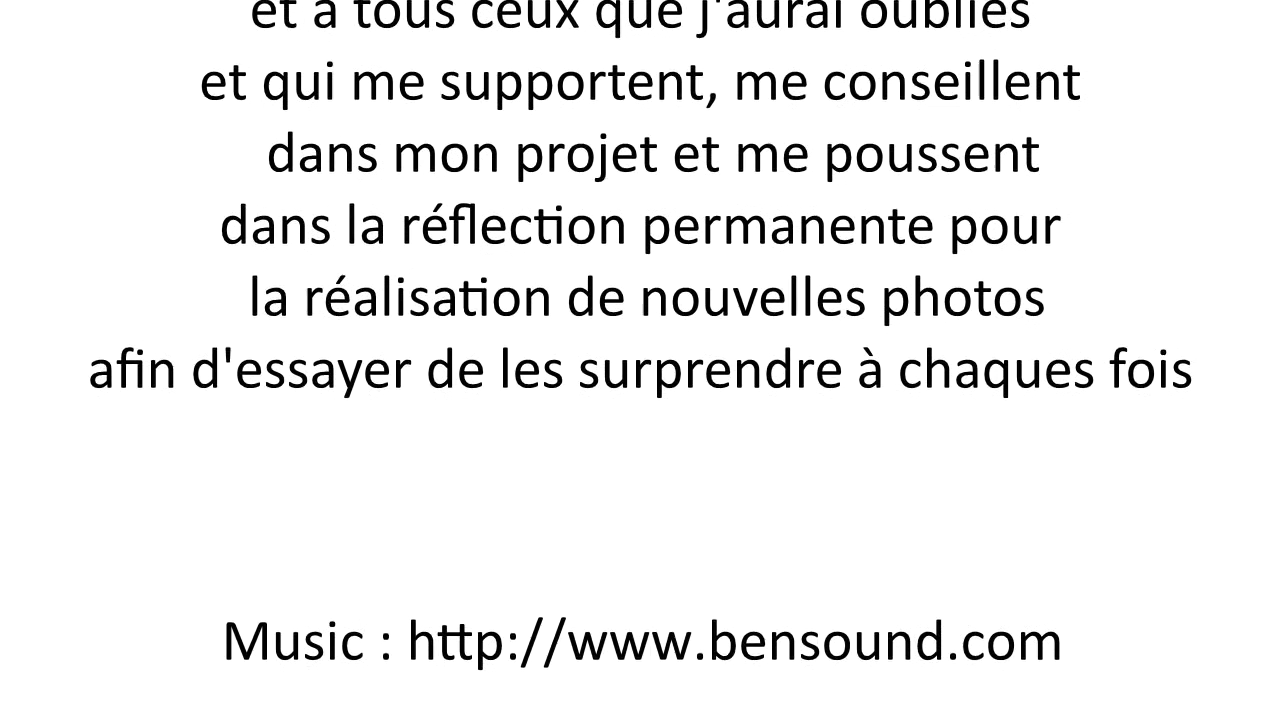 et à tous ceux que j'aurai oubliés
et qui me supportent, me conseillent
dans mon projet et me poussent
dans la réflection permanente pour
la réalisation de nouvelles photos
afin d'essayer de les surprendre à chaques fois
Music : http://www.bensound.com